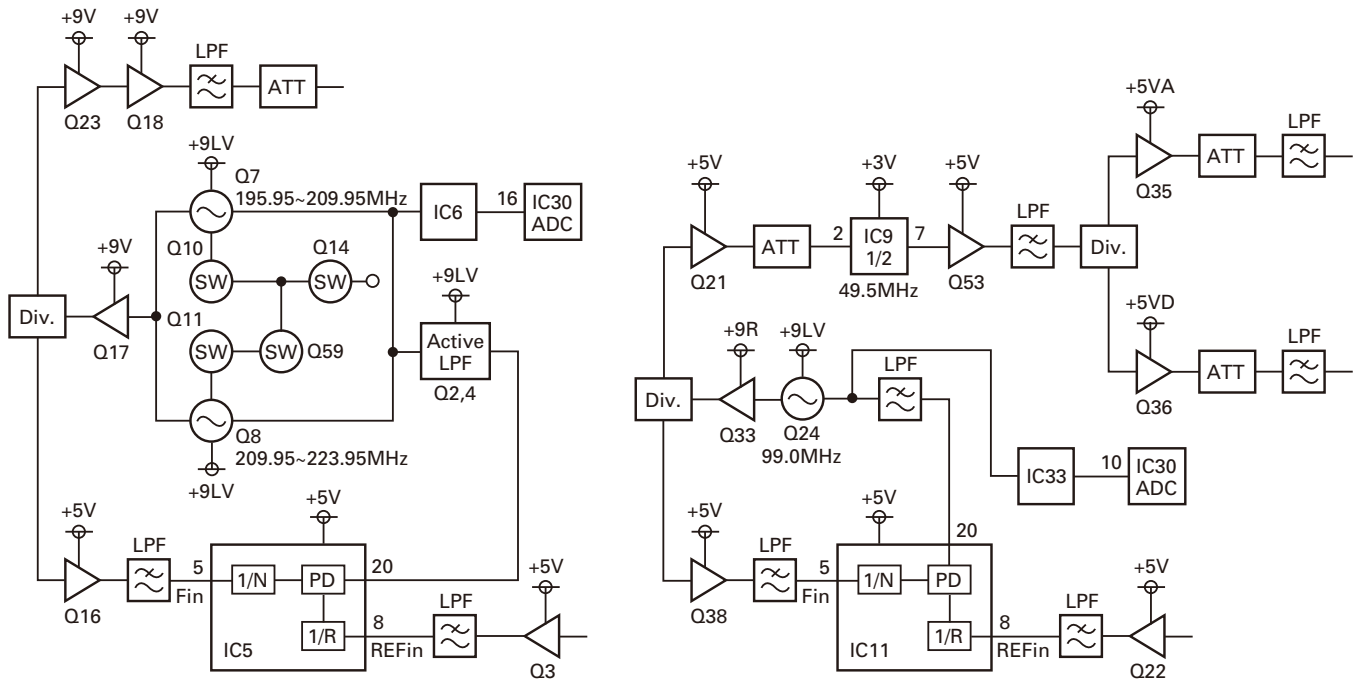 +9V
+9V
LPF
ATT
Q23
Q18
+9LV
Q7
195.95~209.95MHz
IC6
16
IC30
ADC
Q10
Q14
SW
SW
+9V
+9LV
Div.
Q17
Q11
SW
SW
Q59
Active
LPF
Q2,4
Q8
209.95~223.95MHz
+9LV
+5V
+5V
LPF
5
Fin
Q16
1/N
PD
20
1/R
8
REFin
IC5
LPF
+5V
Q3
+5VA
LPF
ATT
Q35
+5V
+3V
+5V
ATT
2
IC9
1/2
7
LPF
Div.
Q21
49.5MHz
Q53
+5VD
LPF
ATT
Q36
+9R
+9LV
LPF
Div.
Q33
Q24
99.0MHz
IC33
10
IC30
ADC
+5V
+5V
20
LPF
5
Fin
Q38
1/N
PD
1/R
8
REFin
IC11
LPF
+5V
Q22